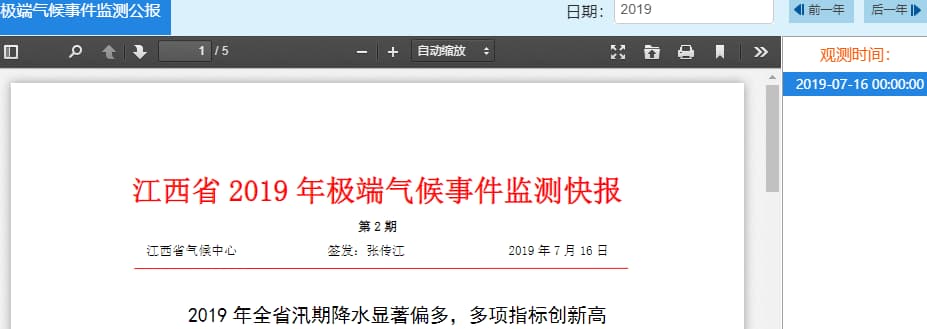 极端气候事件监测公报
日期： 2019 前一年 后一年
1 / 5 自动缩放
观测时间：
2019-07-16 00:00:00
江西省 2019 年极端气候事件监测快报
第 2 期
江西省气候中心 签发：张传江 2019 年 7 月 16 日
2019 年全省汛期降水显著偏多，多项指标创新高